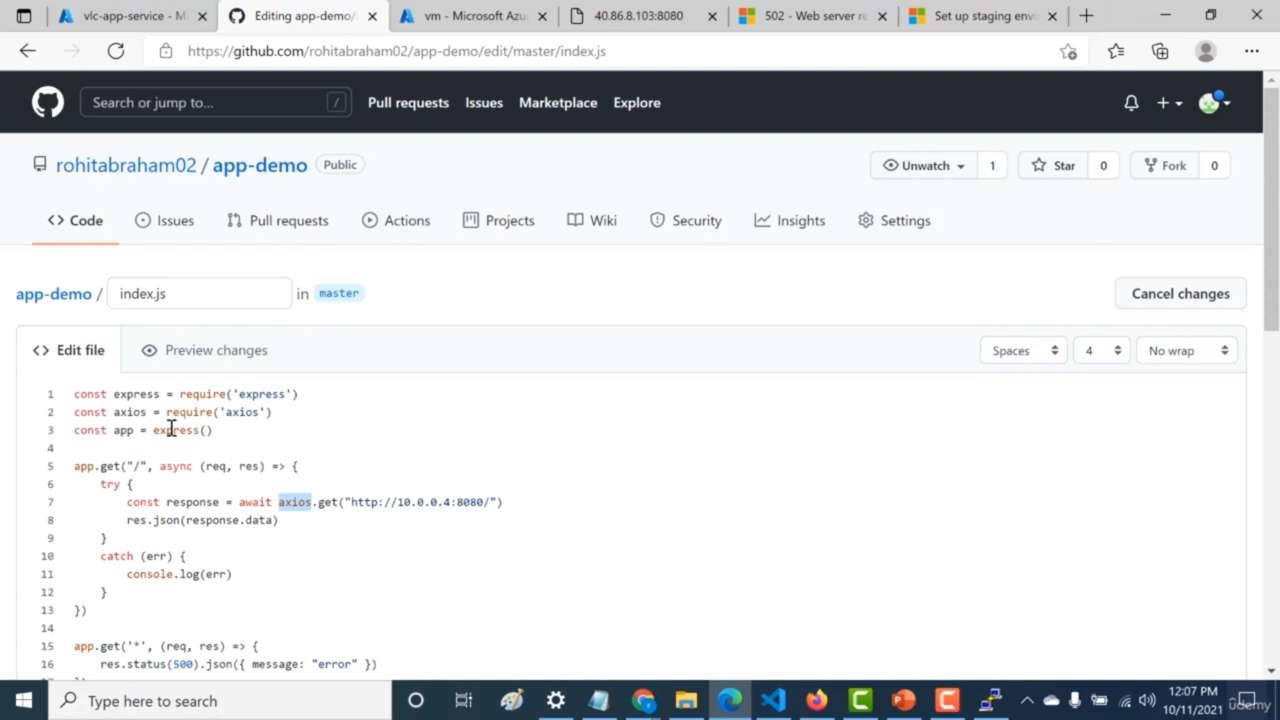 vlc-app-service - M
Editing app-demo/
vm - Microsoft Azu
40.86.8.103:8080
502 - Web server re
Set up staging envi
https://github.com/rohitabraham02/app-demo/edit/master/index.js
Search or jump to...
/
Pull requests
Issues
Marketplace
Explore
rohitabraham02 / app-demo
Public
Unwatch
1
Star
0
Fork
0
Code
Issues
Pull requests
Actions
Projects
Wiki
Security
Insights
Settings
app-demo / index.js in master
Cancel changes
Edit file
Preview changes
Spaces
4
No wrap
1 const express = require('express')
2 const axios = require('axios')
3 const app = express()
4
5 app.get("/", async (req, res) => {
6 try {
7 const response = await axios.get("http://10.0.0.4:8080/")
8 res.json(response.data)
9 }
10 catch (err) {
11 console.log(err)
12 }
13 })
14
15 app.get('*', (req, res) => {
16 res.status(500).json({ message: "error" })
Type here to search
12:07 PM
10/11/2021
udemy